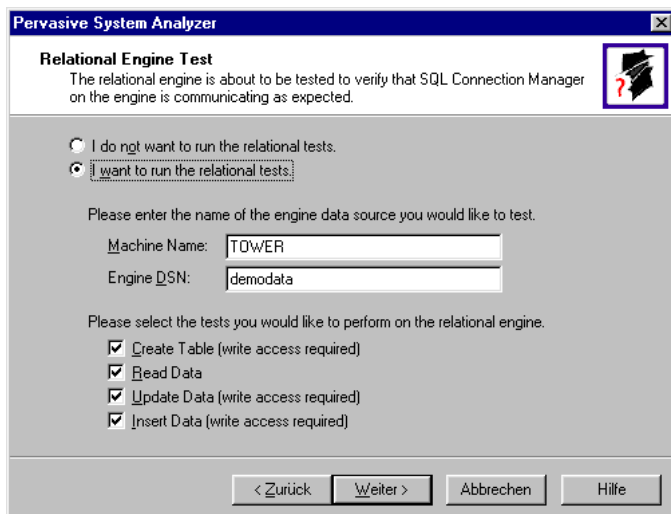 Pervasive System Analyzer
Relational Engine Test
The relational engine is about to be tested to verify that SQL Connection Manager
on the engine is communicating as expected.
?
I do not want to run the relational tests.
I want to run the relational tests.
Please enter the name of the engine data source you would like to test.
Machine Name: TOWER
Engine DSN: demodata
Please select the tests you would like to perform on the relational engine.
Create Table (write access required)
Read Data
Update Data (write access required)
Insert Data (write access required)
< Zurück Weiter > Abbrechen Hilfe